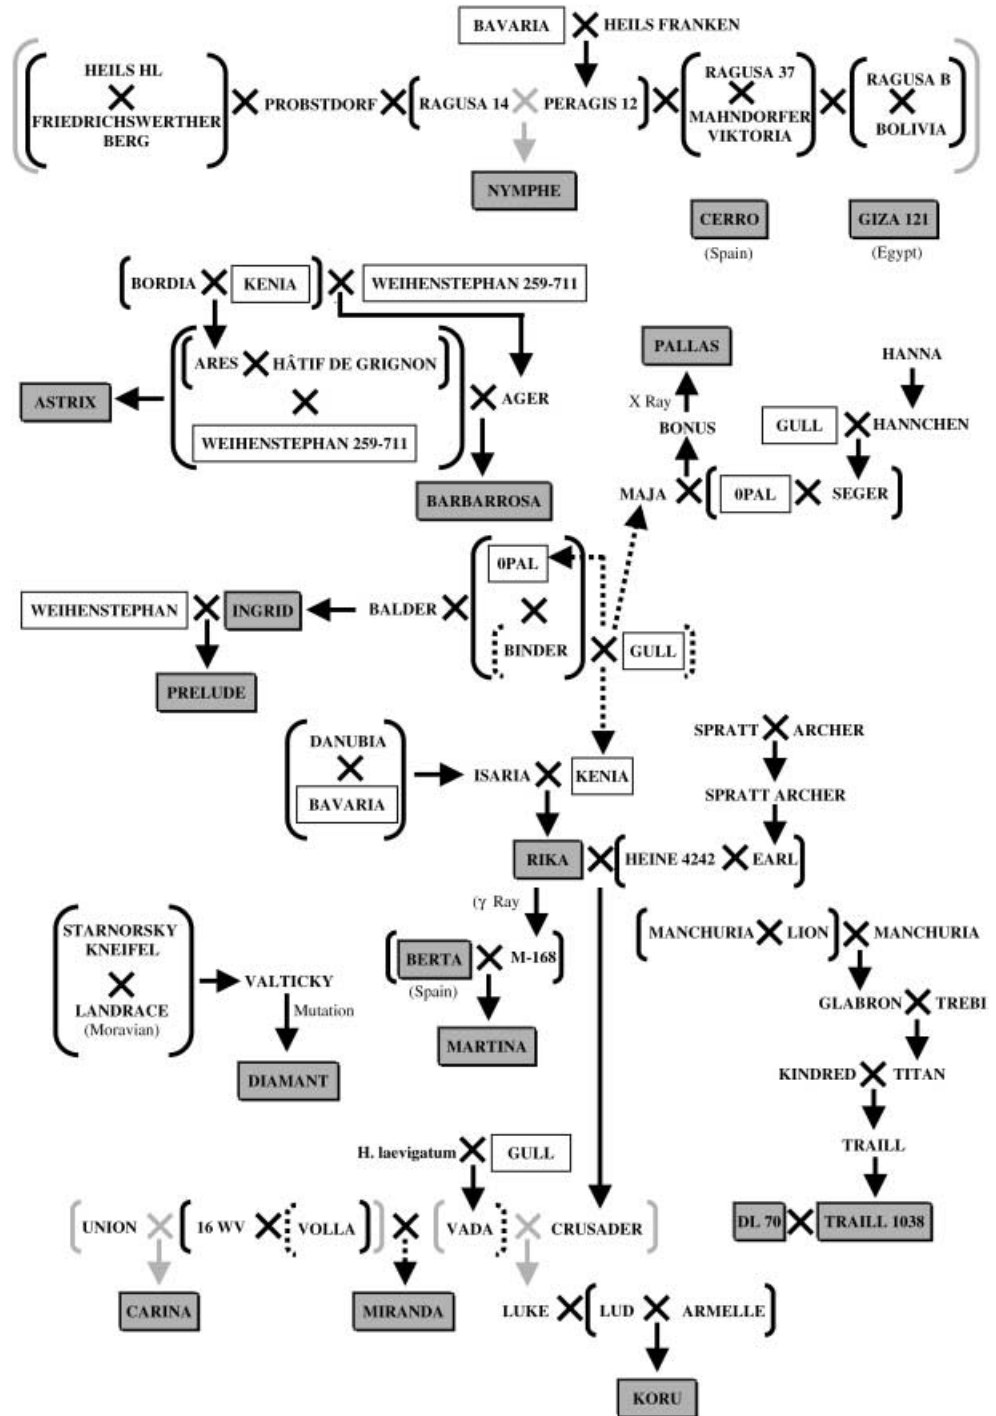 BAVARIA HEILS FRANKEN
HEILS HL
FRIEDRICHSWERTHER
BERG
PROBSTDORF
RAGUSA 14 PERAGIS 12
RAGUSA 37
MAHNDORFER
VIKTORIA
RAGUSA B
BOLIVIA
NYMPHE
CERRO
(Spain)
GIZA 121
(Egypt)
BORDIA KENIA WEIHENSTEPHAN 259-711
ARES HÂTIF DE GRIGNON
ASTRIX
AGER
WEIHENSTEPHAN 259-711
BARBARROSA
PALLAS
X Ray
BONUS
HANNA
GULL HANNCHEN
MAJA 0PAL SEGER
0PAL
WEIHENSTEPHAN INGRID BALDER
BINDER GULL
PRELUDE
DANUBIA
BAVARIA
ISARIA KENIA
SPRATT ARCHER
SPRATT ARCHER
RIKA HEINE 4242 EARL
(γ Ray
BERTA M-168
(Spain)
MARTINA
MANCHURIA LION MANCHURIA
GLABRON TREBI
KINDRED TITAN
TRAILL
DL 70 TRAILL 1038
STARNORSKY
KNEIFEL
LANDRACE
(Moravian)
VALTICKY
Mutation
DIAMANT
H. laevigatum GULL
UNION 16 WV VOLLA VADA CRUSADER
CARINA MIRANDA LUKE LUD ARMELLE
KORU